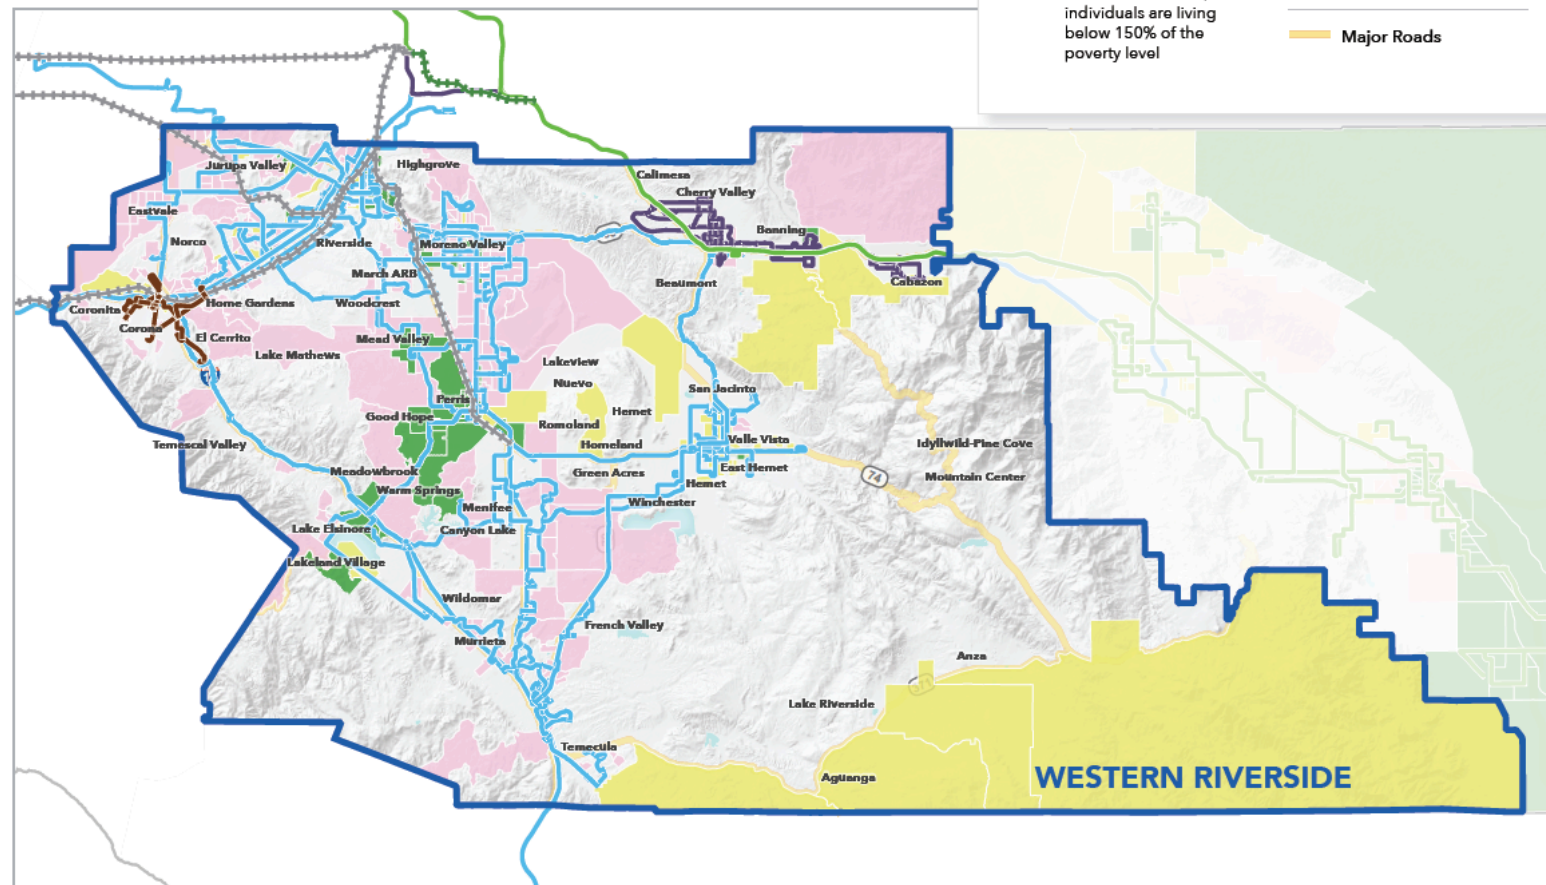 individuals are living
below 150% of the
poverty level
Major Roads
Jurupa Valley
Highgrove
Calimesa
Cherry Valley
Eastvale
Banning
Norco
Riverside
Moreno Valley
March ARB
Beaumont
Cabazon
Coronita
Home Gardens
Woodcrest
Corona
El Cerrito
Mead Valley
Lake Mathews
Lakeview
Nuevo
San Jacinto
Perris
Good Hope
Hemet
Romoland
Temescal Valley
Homeland
Valle Vista
Idyllwild-Pine Cove
Meadowbrook
Green Acres
East Hemet
74
Mountain Center
Warm Springs
Hemet
Menifee
Winchester
Lake Elsinore
Canyon Lake
Lakeland Village
Wildomar
French Valley
Murrieta
Anza
Lake Riverside
Temecula
Aguanga
WESTERN RIVERSIDE